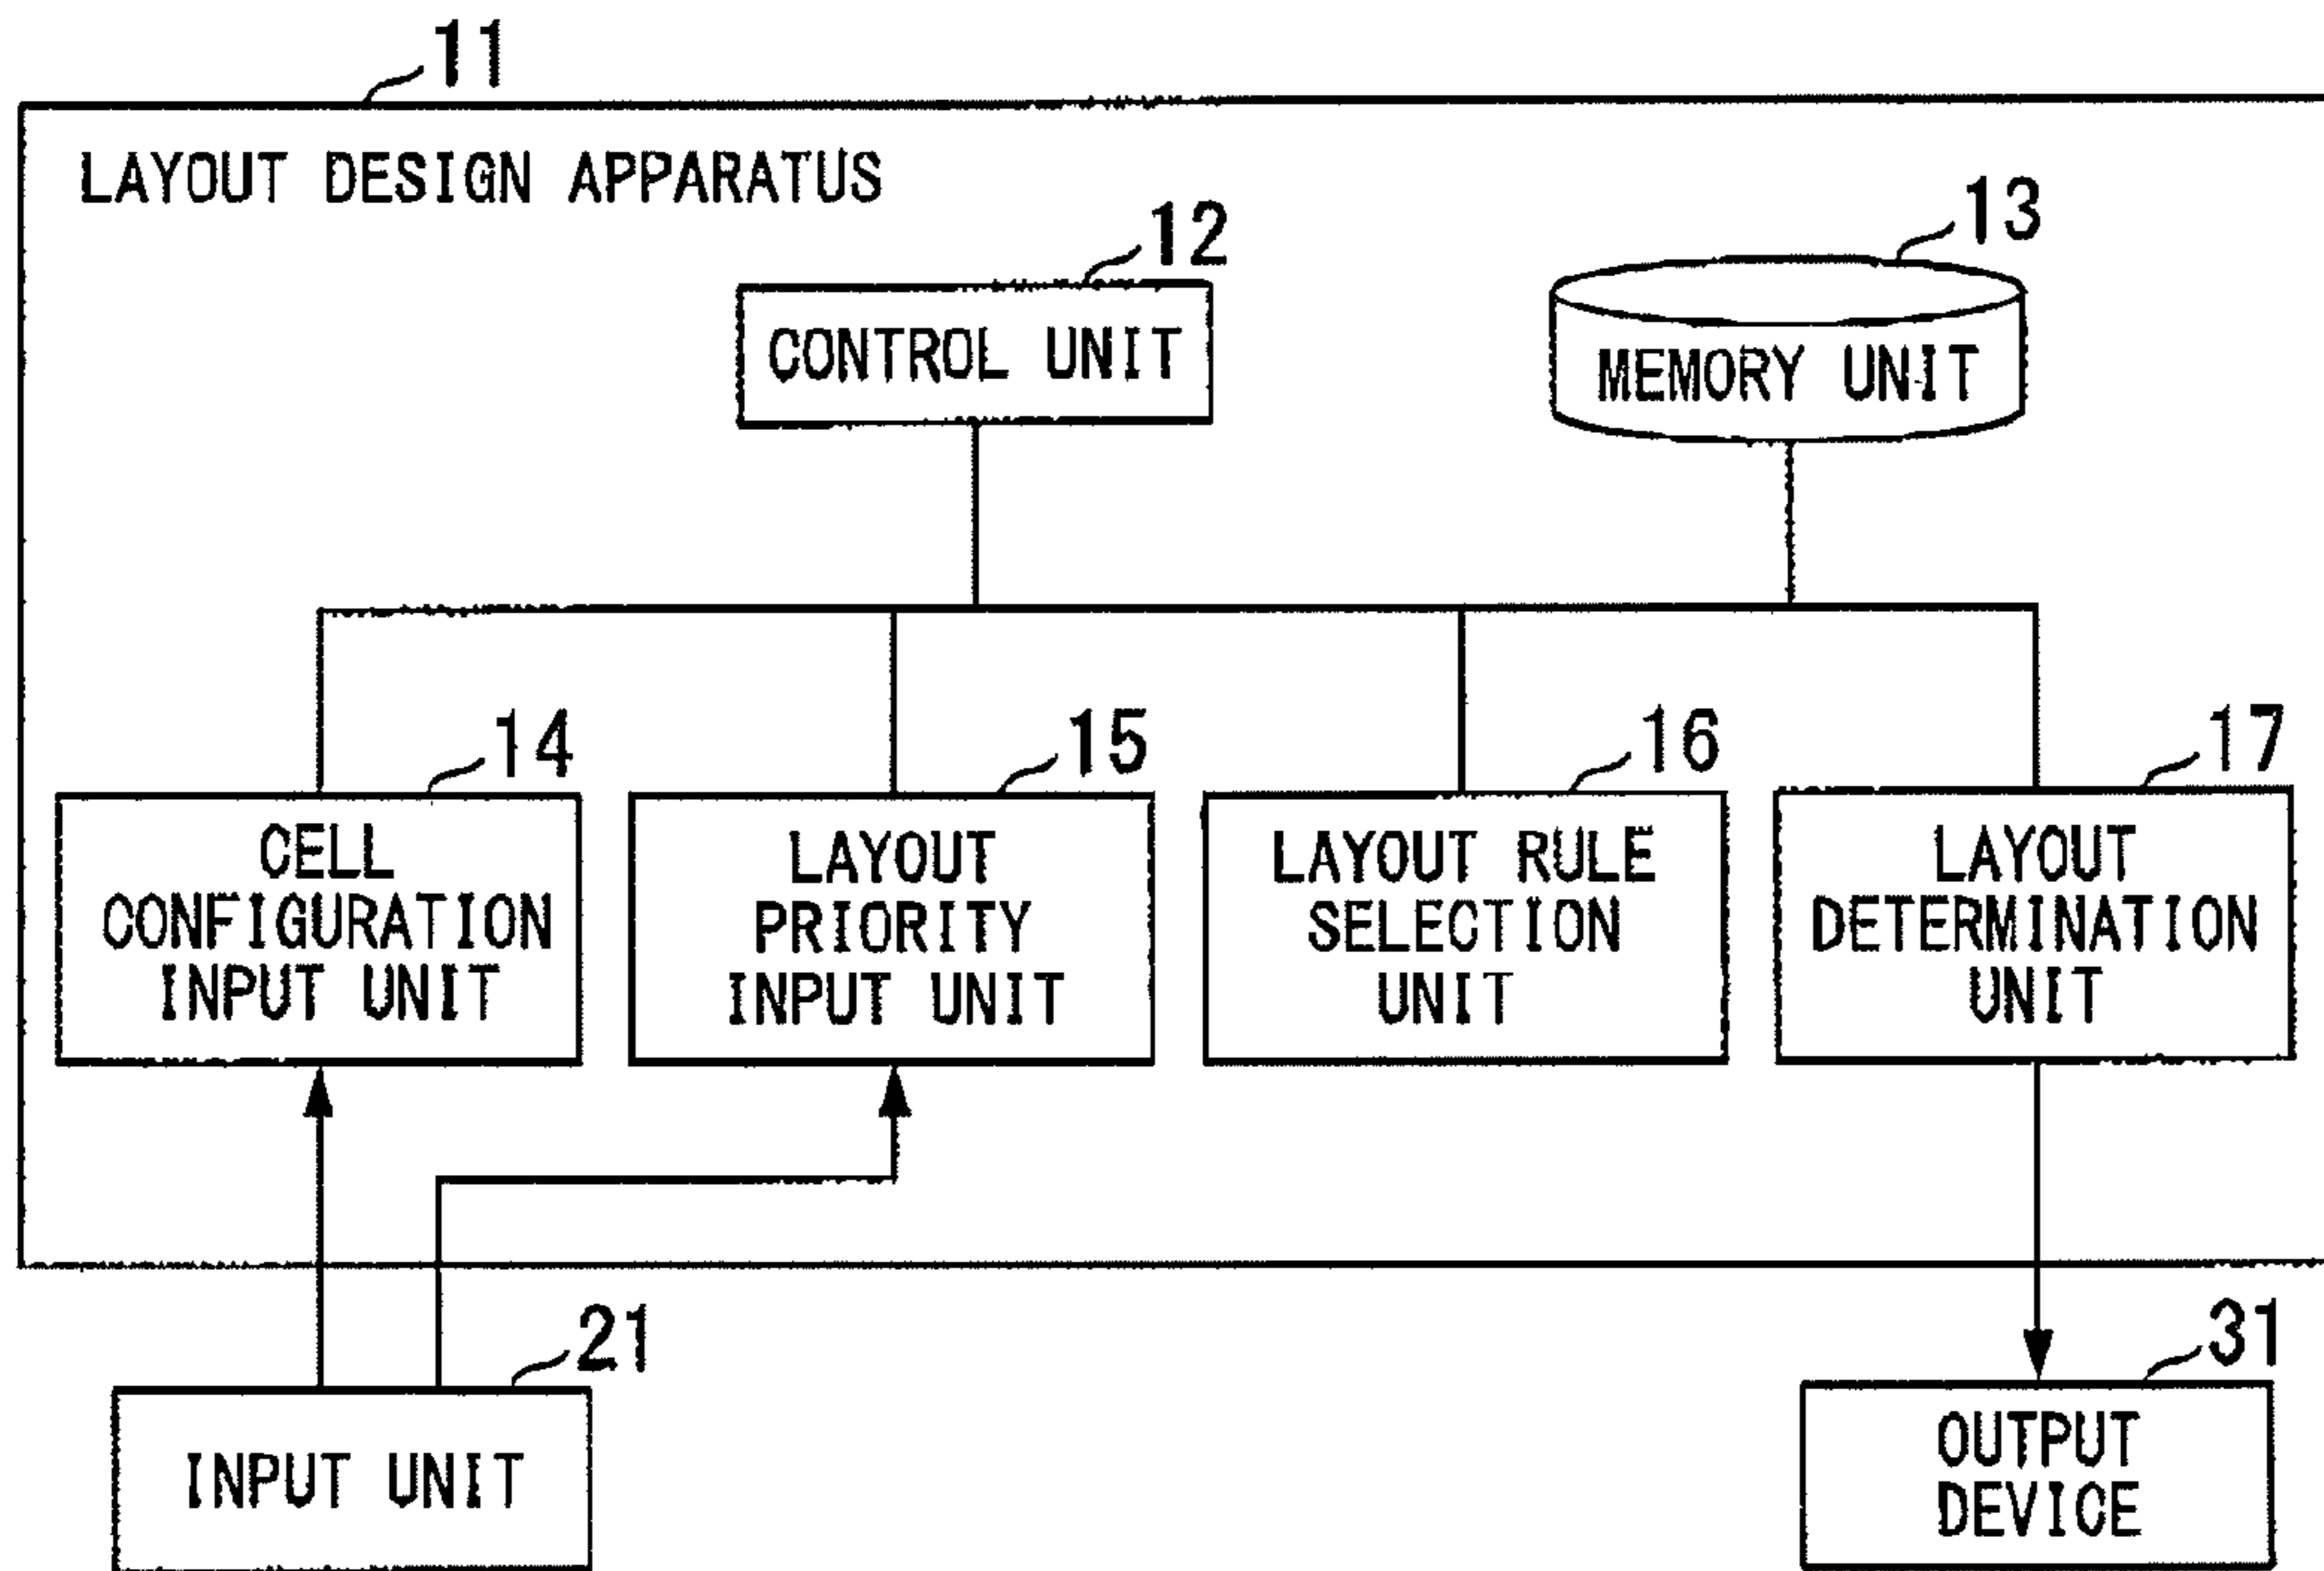 11
LAYOUT DESIGN APPARATUS
12
13
CONTROL UNIT
MEMORY UNIT
14
15
16
17
CELL
CONFIGURATION
INPUT UNIT
LAYOUT
PRIORITY
INPUT UNIT
LAYOUT RULE
SELECTION
UNIT
LAYOUT
DETERMINATION
UNIT
21
31
INPUT UNIT
OUTPUT
DEVICE